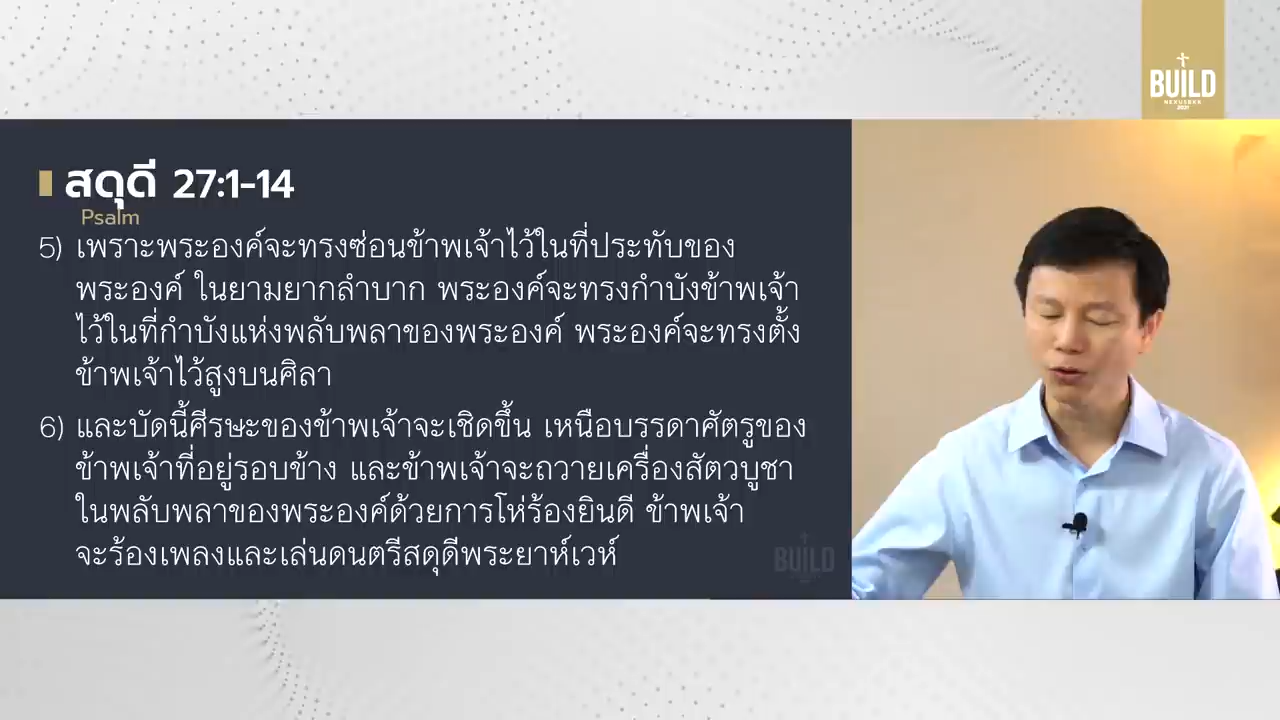 BUILD
NEXUSBKK
2021
สดุดี 27:1-14
Psalm
5) เพราะพระองค์จะทรงซ่อนข้าพเจ้าไว้ในที่ประทับของ
พระองค์ ในยามยากลำบาก พระองค์จะทรงกำบังข้าพเจ้า
ไว้ในที่กำบังแห่งพลับพลาของพระองค์ พระองค์จะทรงตั้ง
ข้าพเจ้าไว้สูงบนศิลา
6) และบัดนี้ศีรษะของข้าพเจ้าจะเชิดขึ้น เหนือบรรดาศัตรูของ
ข้าพเจ้าที่อยู่รอบข้าง และข้าพเจ้าจะถวายเครื่องสัตวบูชา
ในพลับพลาของพระองค์ด้วยการโห่ร้องยินดี ข้าพเจ้า
จะร้องเพลงและเล่นดนตรีสดุดีพระยาห์เวห์
BUILD